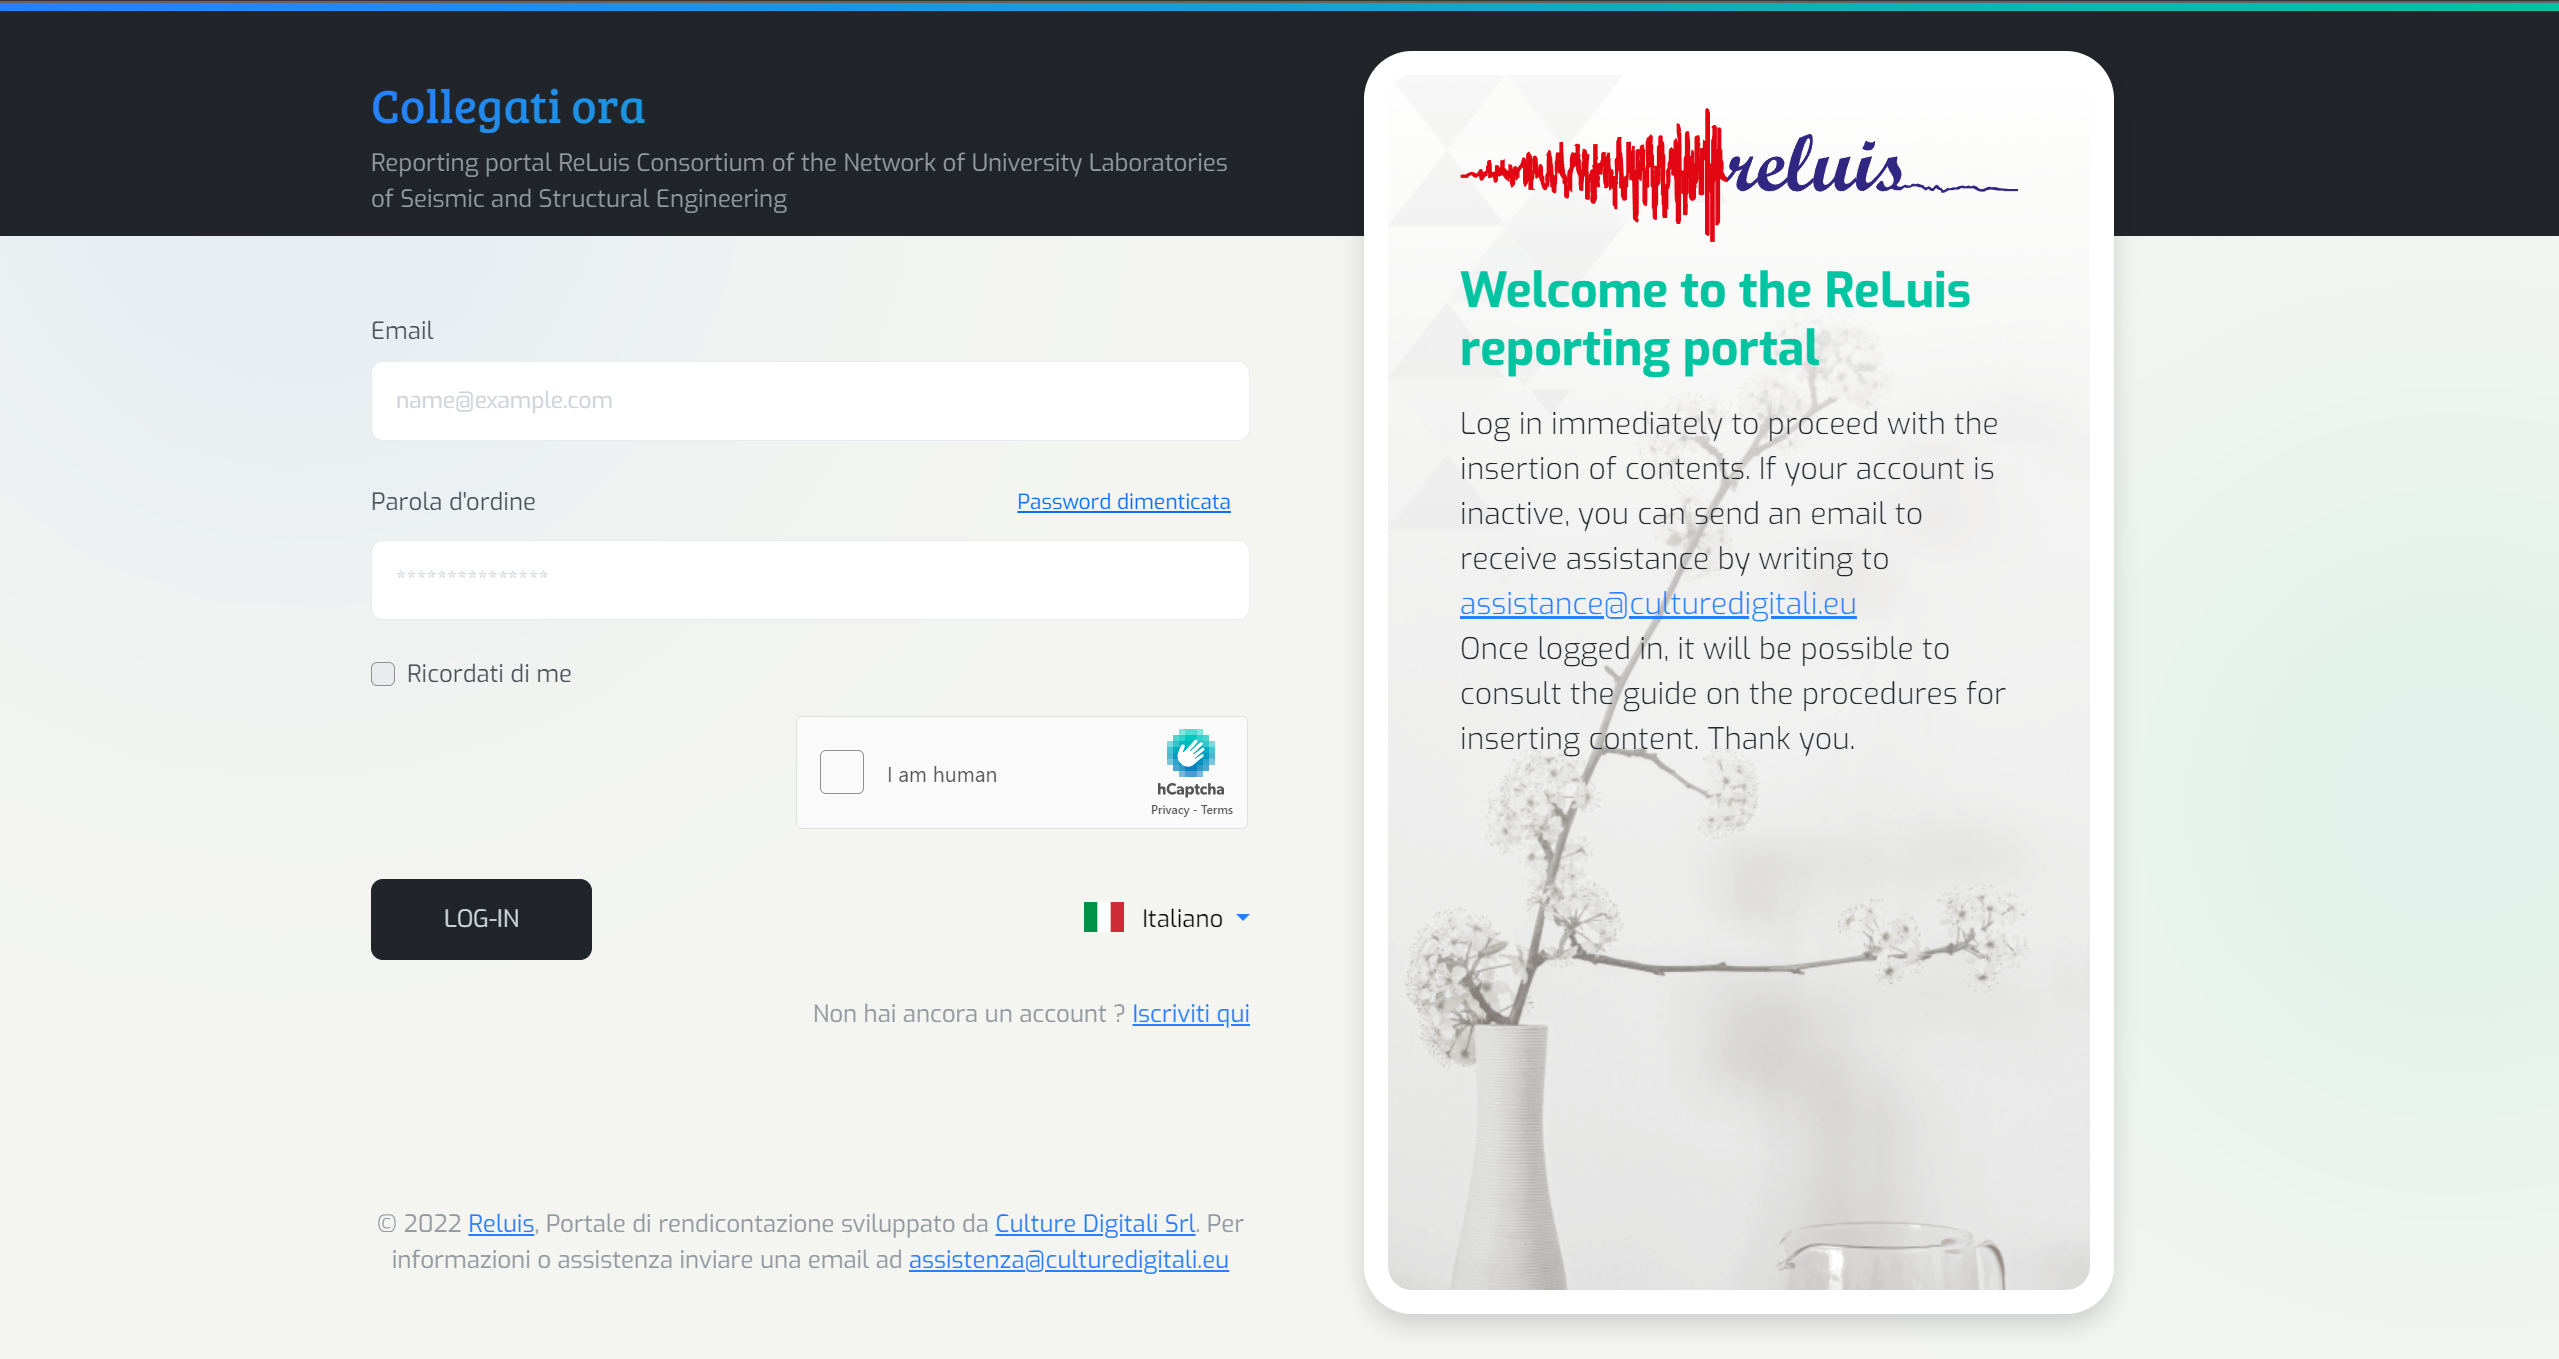 Collegati ora
Reporting portal ReLuis Consortium of the Network of University Laboratories
of Seismic and Structural Engineering
Email
name@example.com
Parola d'ordine
Password dimenticata
***************
Ricordati di me
I am human
hCaptcha
Privacy - Terms
LOG-IN
Italiano
Non hai ancora un account ? Iscriviti qui
© 2022 Reluis, Portale di rendicontazione sviluppato da Culture Digitali Srl. Per
informazioni o assistenza inviare una email ad assistenza@culturedigitali.eu
reluis
Welcome to the ReLuis
reporting portal
Log in immediately to proceed with the
insertion of contents. If your account is
inactive, you can send an email to
receive assistance by writing to
assistance@culturedigitali.eu
Once logged in, it will be possible to
consult the guide on the procedures for
inserting content. Thank you.